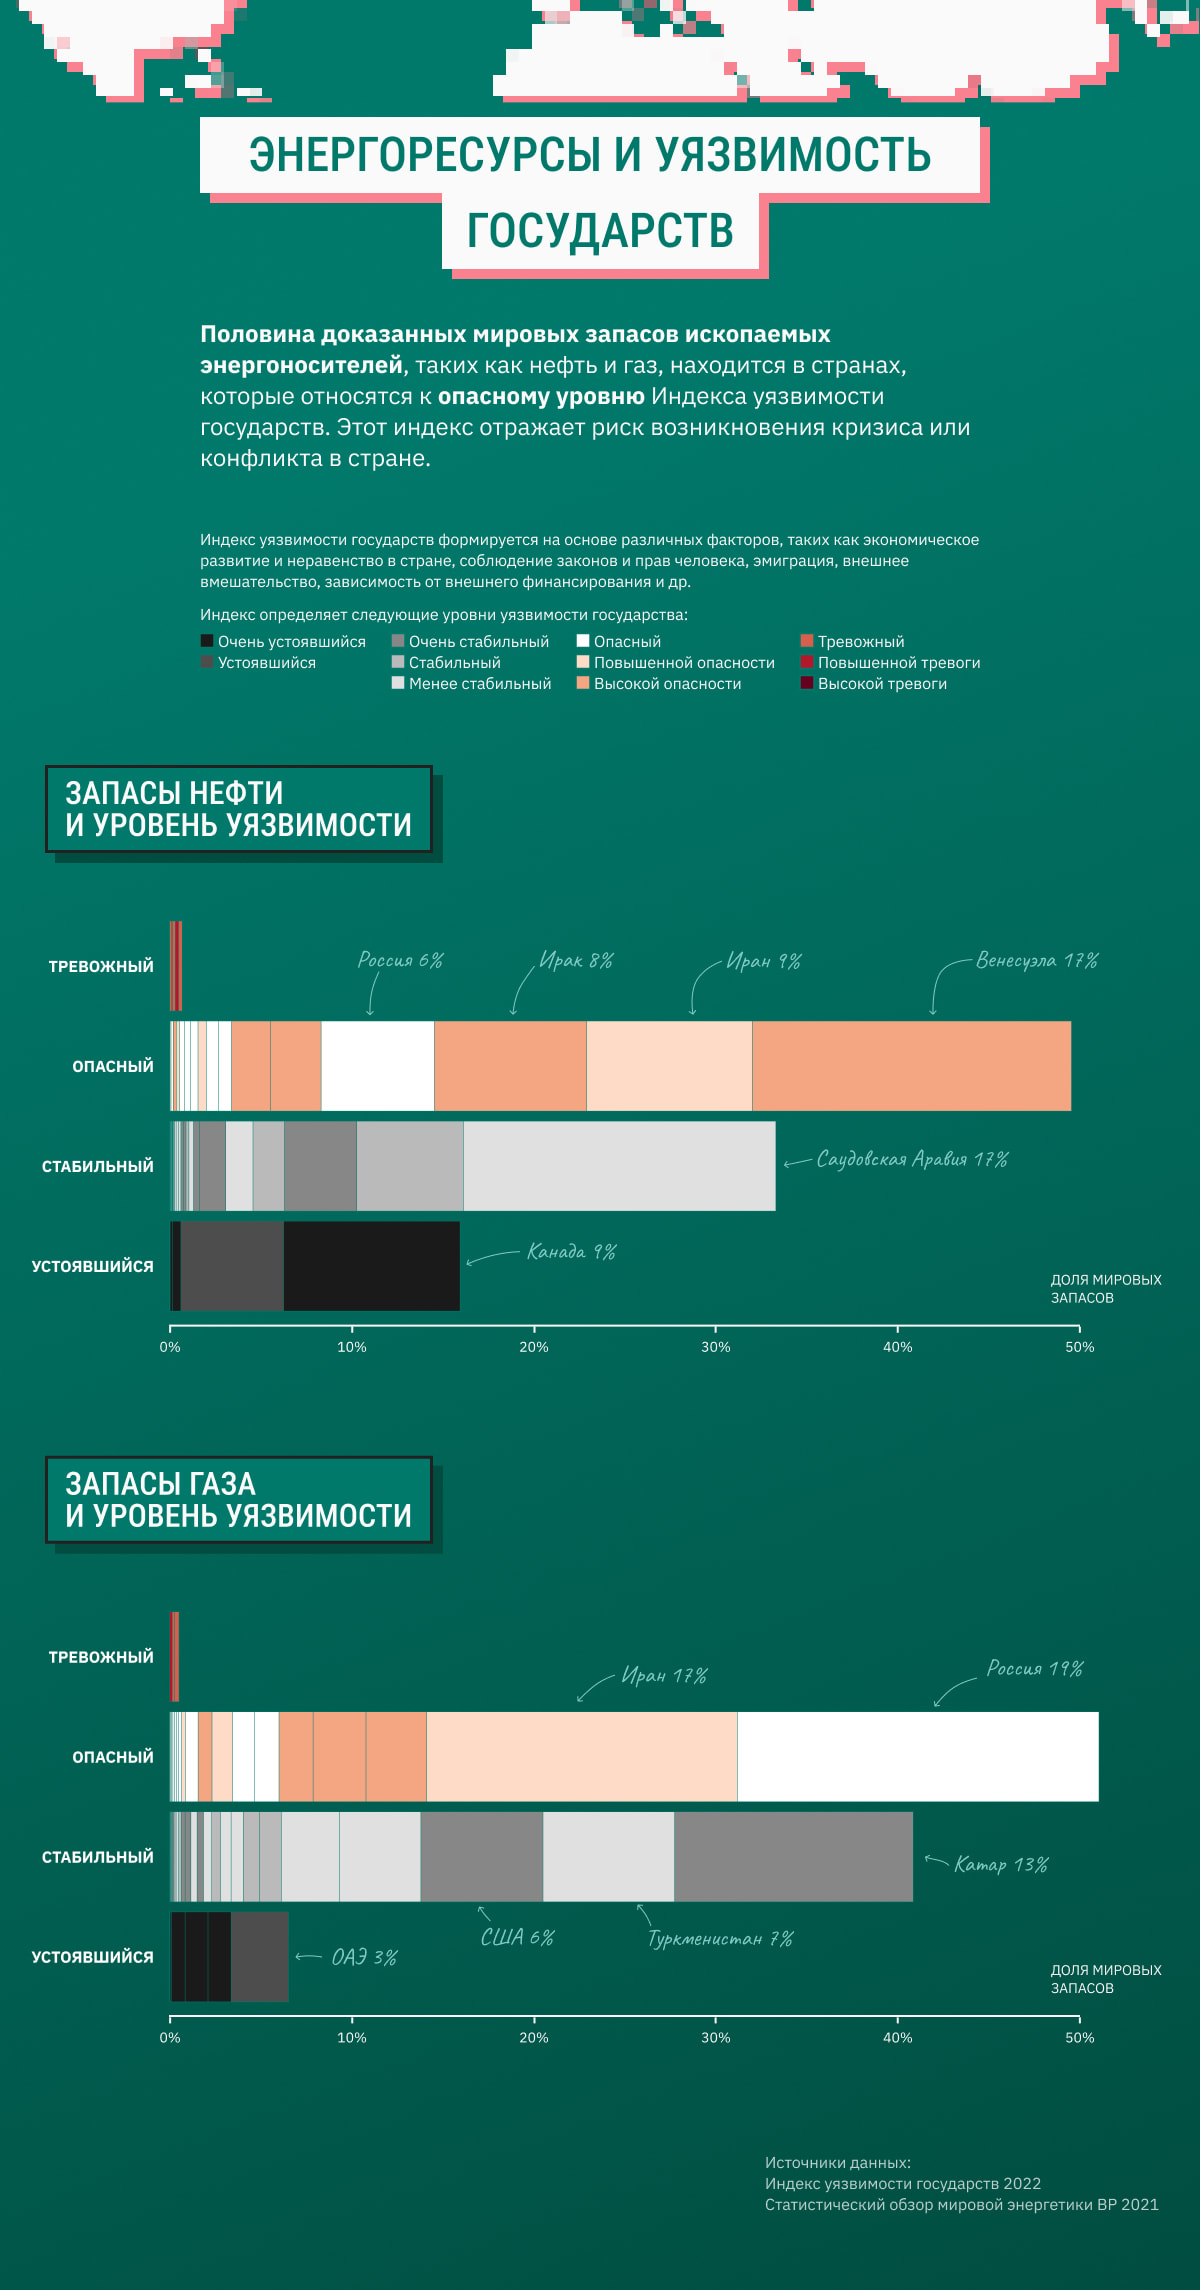 ЭНЕРГОРЕСУРСЫ И УЯЗВИМОСТЬ
ГОСУДАРСТВ
Половина доказанных мировых запасов ископаемых
энергоносителей, таких как нефть и газ, находится в странах,
которые относятся к опасному уровню Индекса уязвимости
государств. Этот индекс отражает риск возникновения кризиса или
конфликта в стране.
Индекс уязвимости государств формируется на основе различных факторов, таких как экономическое
развитие и неравенство в стране, соблюдение законов и прав человека, эмиграция, внешнее
вмешательство, зависимость от внешнего финансирования и др.
Индекс определяет следующие уровни уязвимости государства:
Очень устоявшийся Очень стабильный Опасный Тревожный
Устоявшийся Стабильный Повышенной опасности Повышенной тревоги
Менее стабильный Высокой опасности Высокой тревоги
ЗАПАСЫ НЕФТИ
И УРОВЕНЬ УЯЗВИМОСТИ
ТРЕВОЖНЫЙ
Россия 6% Ирак 8% Иран 9% Венесуэла 17%
ОПАСНЫЙ
СТАБИЛЬНЫЙ
Саудовская Аравия 17%
УСТОЯВШИЙСЯ
Канада 9%
ДОЛЯ МИРОВЫХ
ЗАПАСОВ
0% 10% 20% 30% 40% 50%
ЗАПАСЫ ГАЗА
И УРОВЕНЬ УЯЗВИМОСТИ
ТРЕВОЖНЫЙ
Иран 17% Россия 19%
ОПАСНЫЙ
СТАБИЛЬНЫЙ
Катар 13%
США 6% Туркменистан 7%
УСТОЯВШИЙСЯ
ОАЭ 3%
ДОЛЯ МИРОВЫХ
ЗАПАСОВ
0% 10% 20% 30% 40% 50%
Источники данных:
Индекс уязвимости государств 2022
Статистический обзор мировой энергетики BP 2021